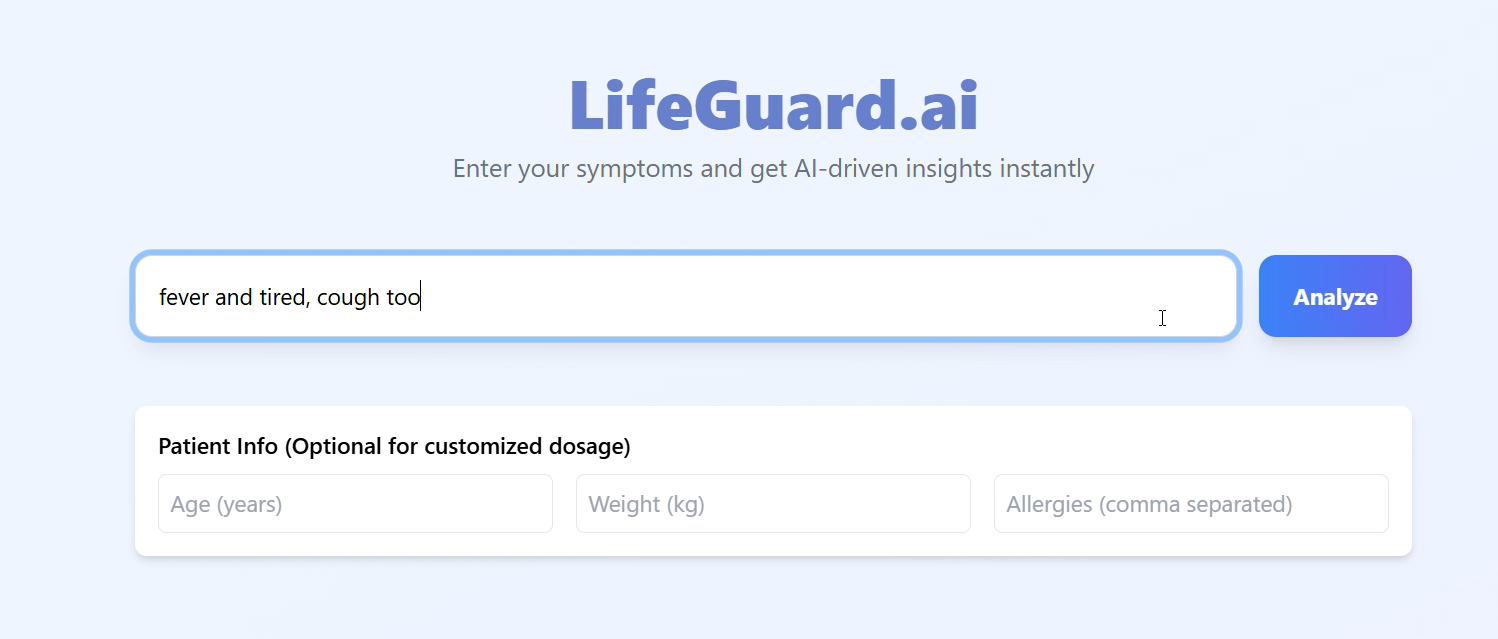 LifeGuard.ai
Enter your symptoms and get AI-driven insights instantly
fever and tired, cough too
Analyze
Patient Info (Optional for customized dosage)
Age (years)
Weight (kg)
Allergies (comma separated)